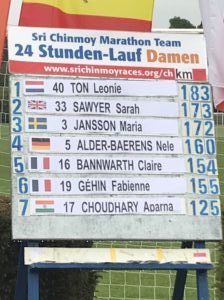 Sri Chinmoy Marathon Team
24 Stunden-Lauf Damen
www.srichinmoyraces.org/ch km
1 40 TON Leonie 183
2 33 SAWYER Sarah 173
3 3 JANSSON Maria 172
4 5 ALDER-BAERENS Nele 160
5 16 BANNWARTH Claire 154
6 19 GÉHIN Fabienne 155
7 17 CHOUDHARY Aparna 125